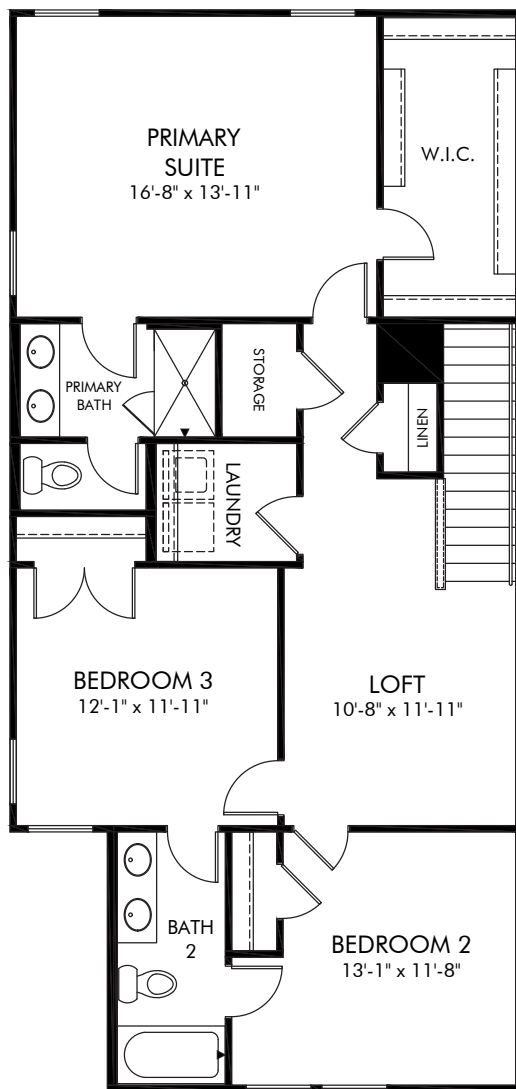 PRIMARY
SUITE
16'-8" x 13'-11"
W.I.C.
PRIMARY
BATH
STORAGE
LINEN
LAUNDRY
BEDROOM 3
12'-1" x 11'-11"
LOFT
10'-8" x 11'-11"
BATH
2
BEDROOM 2
13'-1" x 11'-8"